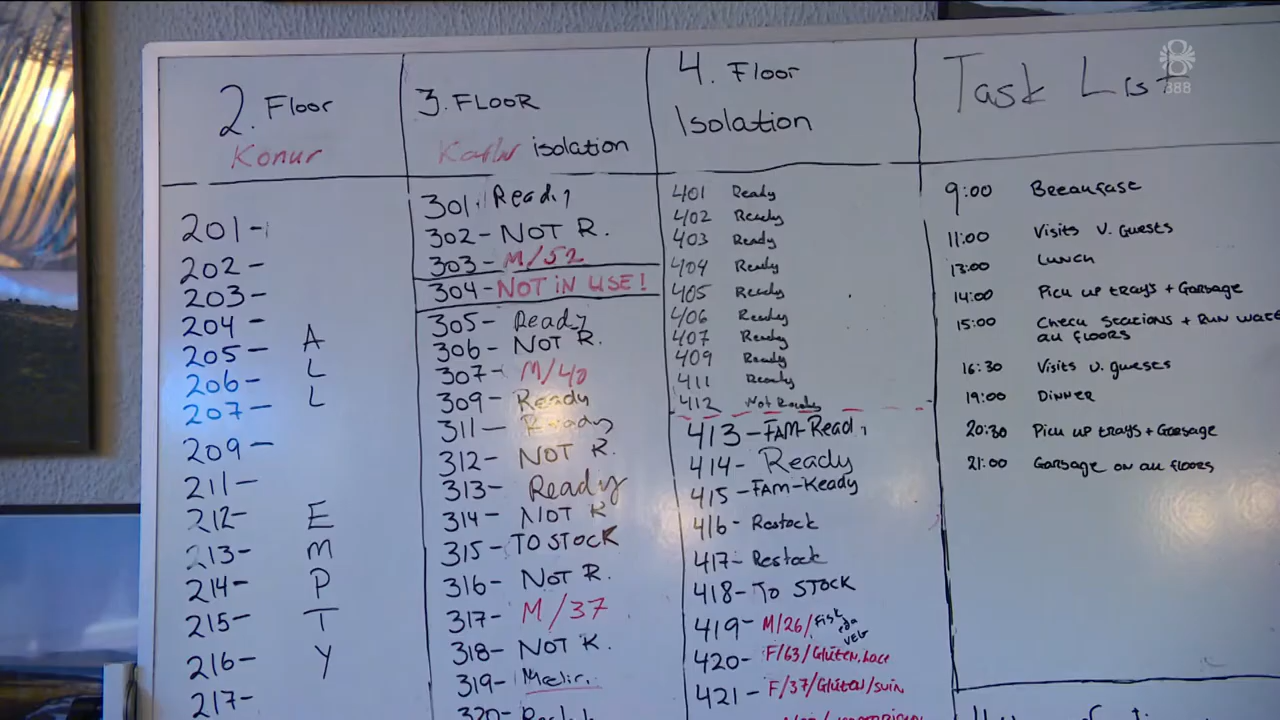 2. Floor
Konur
201-
202-
203-
204-
205-
206-
207-
209-
211-
212-
213-
214-
215-
216-
217-
A
L
L
E
M
P
T
Y
3. FLOOR
isolation
301- Ready
302- NOT R.
303- M/52
304- NOT IN USE!
305- Ready
306- NOT R.
307- M/40
309- Ready
311- Ready
312- NOT R.
313- Ready
314- NOT R
315- TO STOCK
316- NOT R.
317- M/37
318- NOT R.
319-
320-
4. Floor
Isolation
401 Ready
402 Ready
403 Ready
404 Ready
405 Ready
406 Ready
407 Ready
409 Ready
411 Ready
412 Not Ready
413- FAM-Ready
414- Ready
415- FAM-Ready
416- Restock
417- Restock
418- TO STOCK
419- M/26/Fisk
420- F/63/Glúten,
421- F/37/Glúten/svín
Task List
9:00 Breakfast
11:00 Visits v. Guests
13:00 Lunch
14:00 Pick up trays + Garbage
15:00 Check stations + Run
all floors
16:30 Visits v. guests
19:00 Dinner
20:30 Pick up trays + Garbage
21:00 Garbage on all floors
888